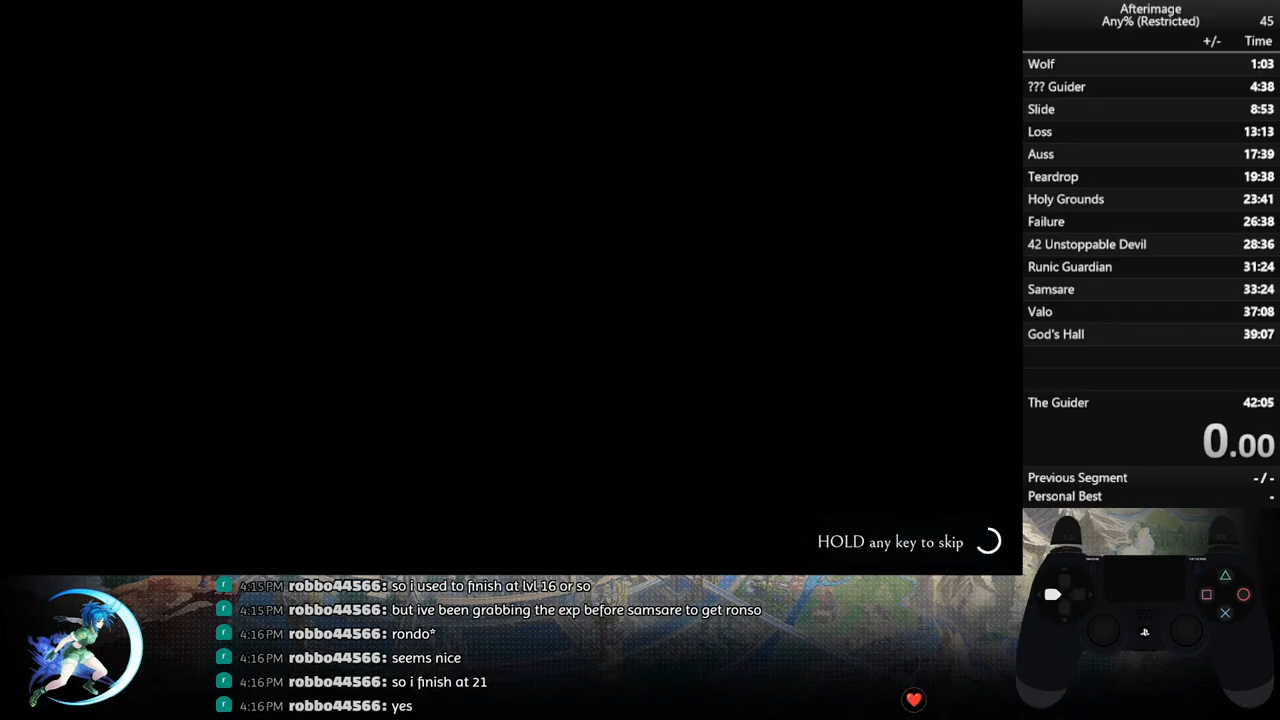 Afterimage
Any% (Restricted) 45
+/- Time
Wolf 1:03
??? Guider 4:38
Slide 8:53
Loss 13:13
Auss 17:39
Teardrop 19:38
Holy Grounds 23:41
Failure 26:38
42 Unstoppable Devil 28:36
Runic Guardian 31:24
Samsare 33:24
Valo 37:08
God's Hall 39:07
The Guider 42:05
0.00
Previous Segment - / -
Personal Best -
HOLD any key to skip
r 4:15 PM robbo44566: so i used to finish at lvl 16 or so
r 4:15 PM robbo44566: but ive been grabbing the exp before samsare to get ronso
r 4:16 PM robbo44566: rondo*
r 4:16 PM robbo44566: seems nice
r 4:16 PM robbo44566: so i finish at 21
r 4:16 PM robbo44566: yes